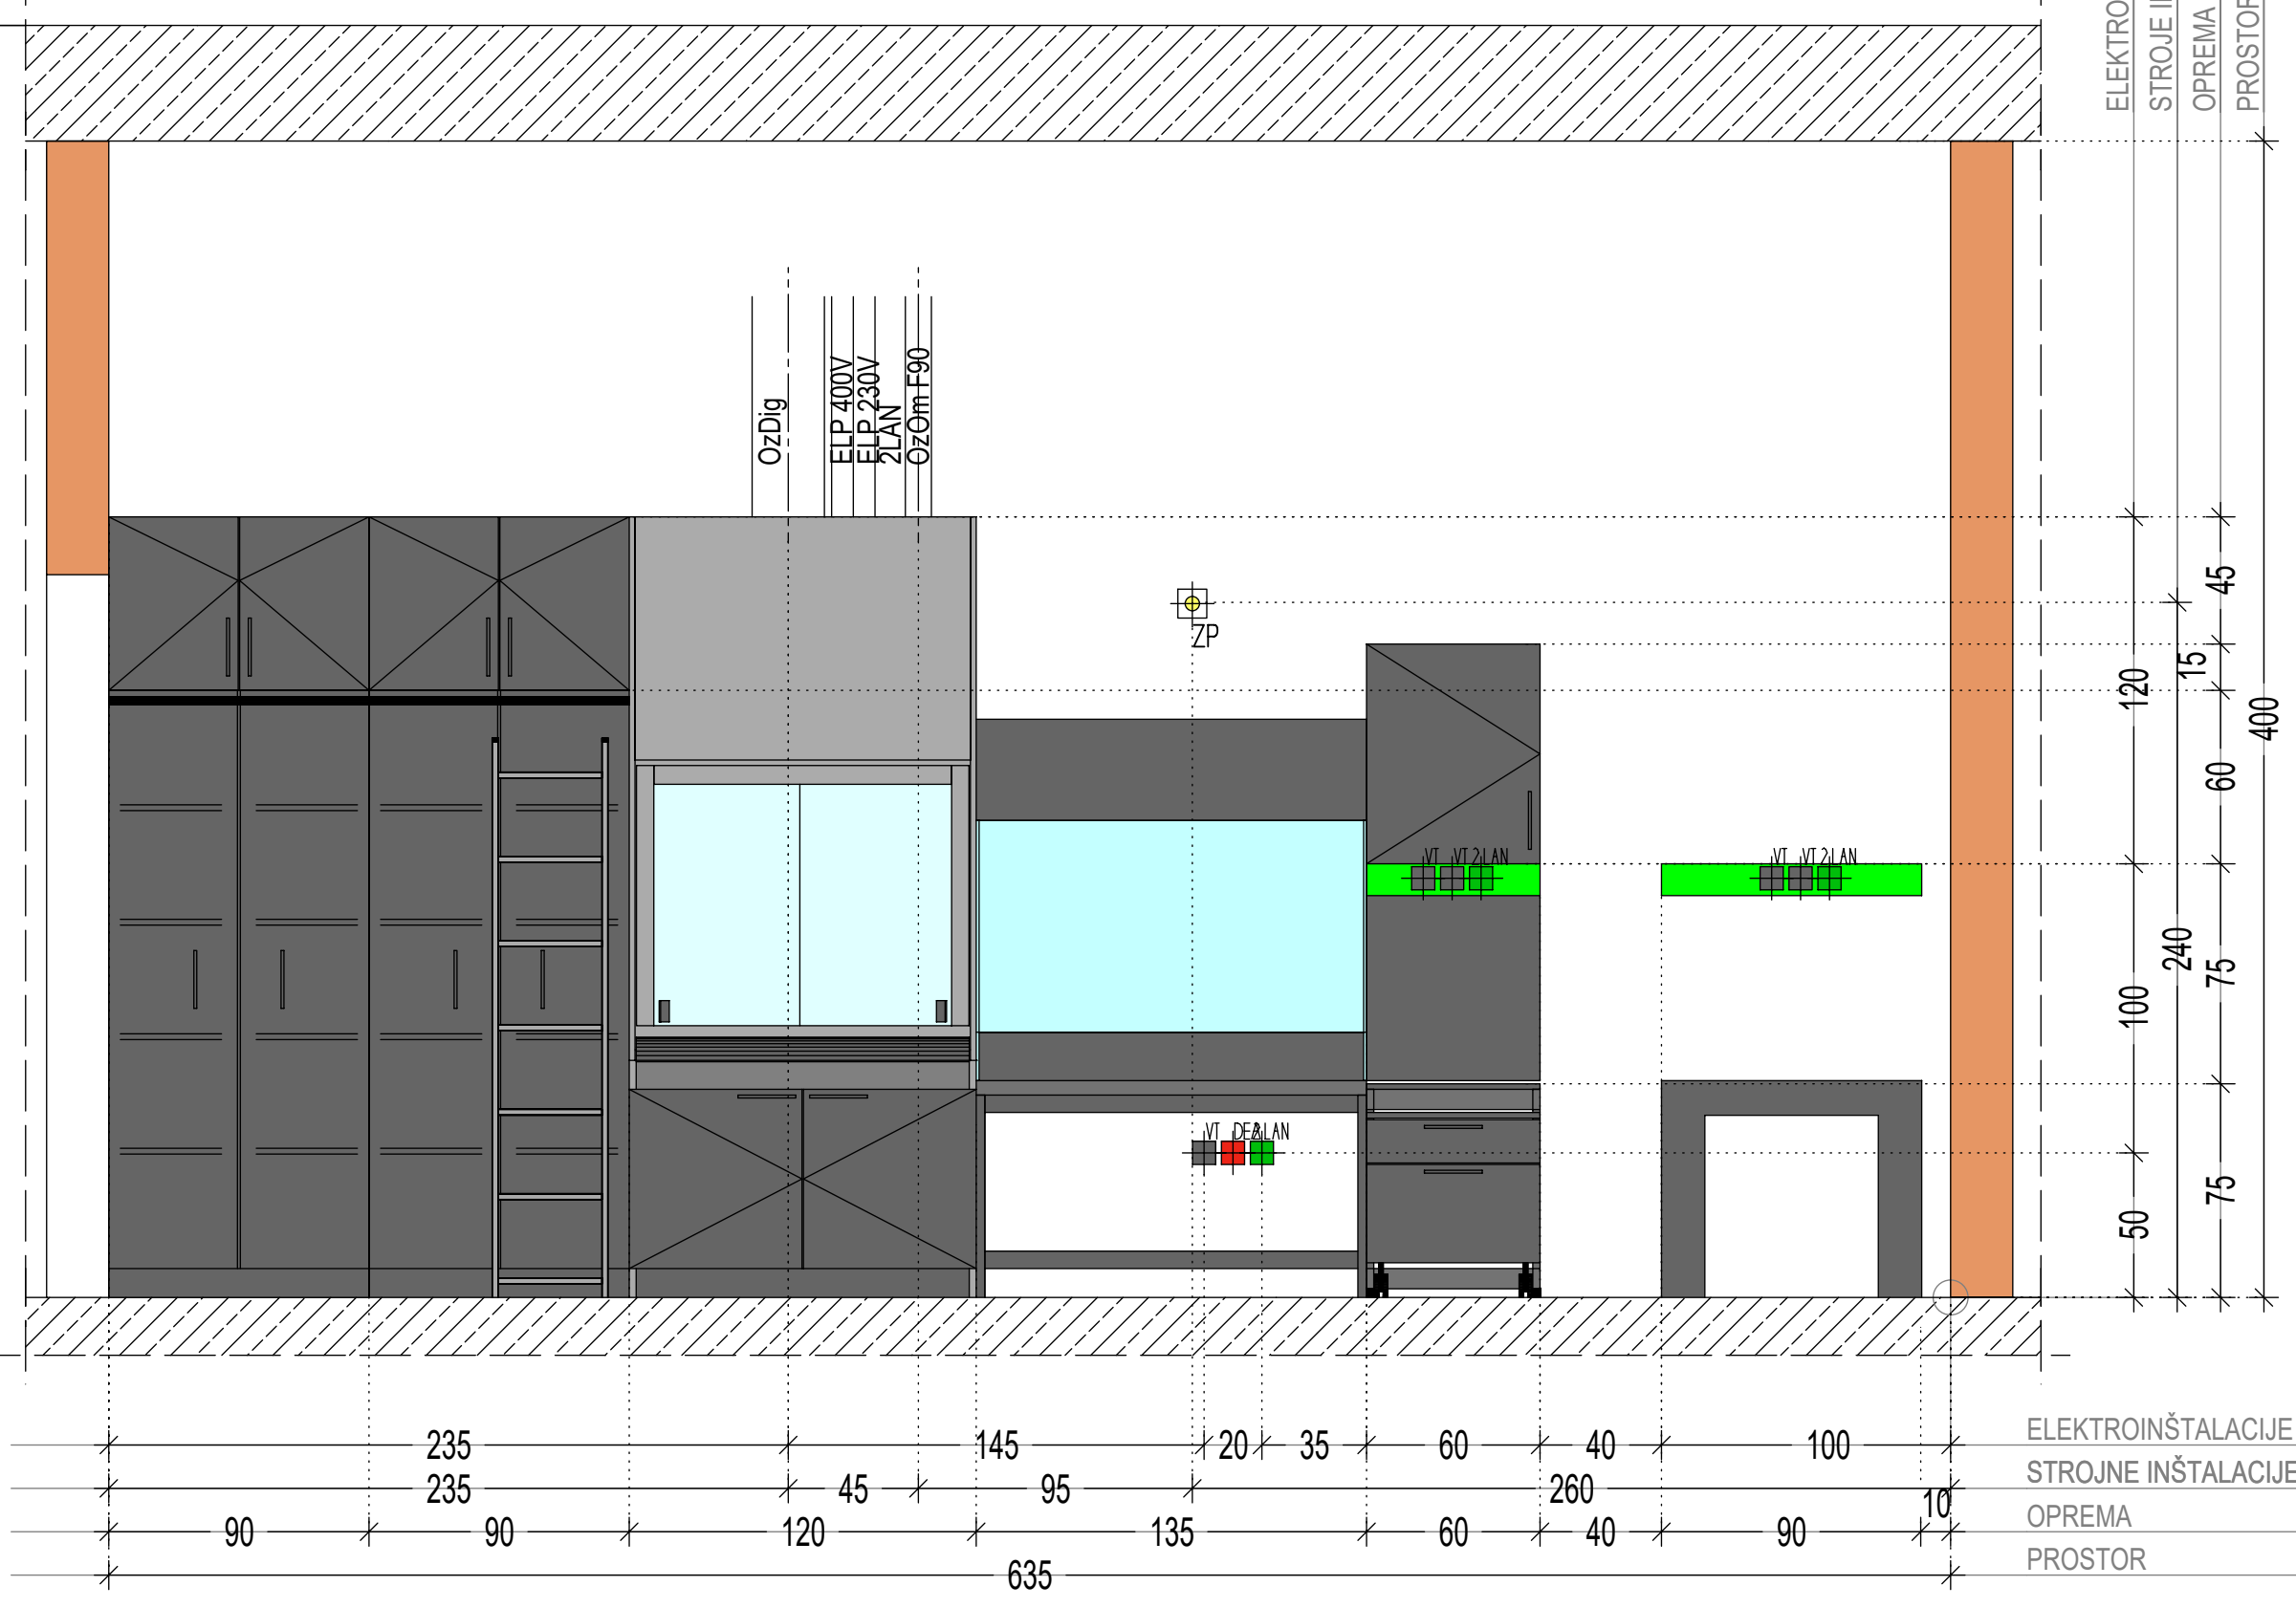 ELEKTRO
STROJE I
OPREMA
PROSTOR
OzDig
ELP 400V
ELP 230V
2LAN
OzOm F90
ZP
45
15
120
400
60
VT VT 2LAN
VT VT 2LAN
240
75
100
VT
2LAN
75
50
235 145 20 35 60 40 100
ELEKTROINŠTALACIJE
235 45 95 260
STROJNE INŠTALACIJE
10
90 90 120 135 60 40 90
OPREMA
635
PROSTOR